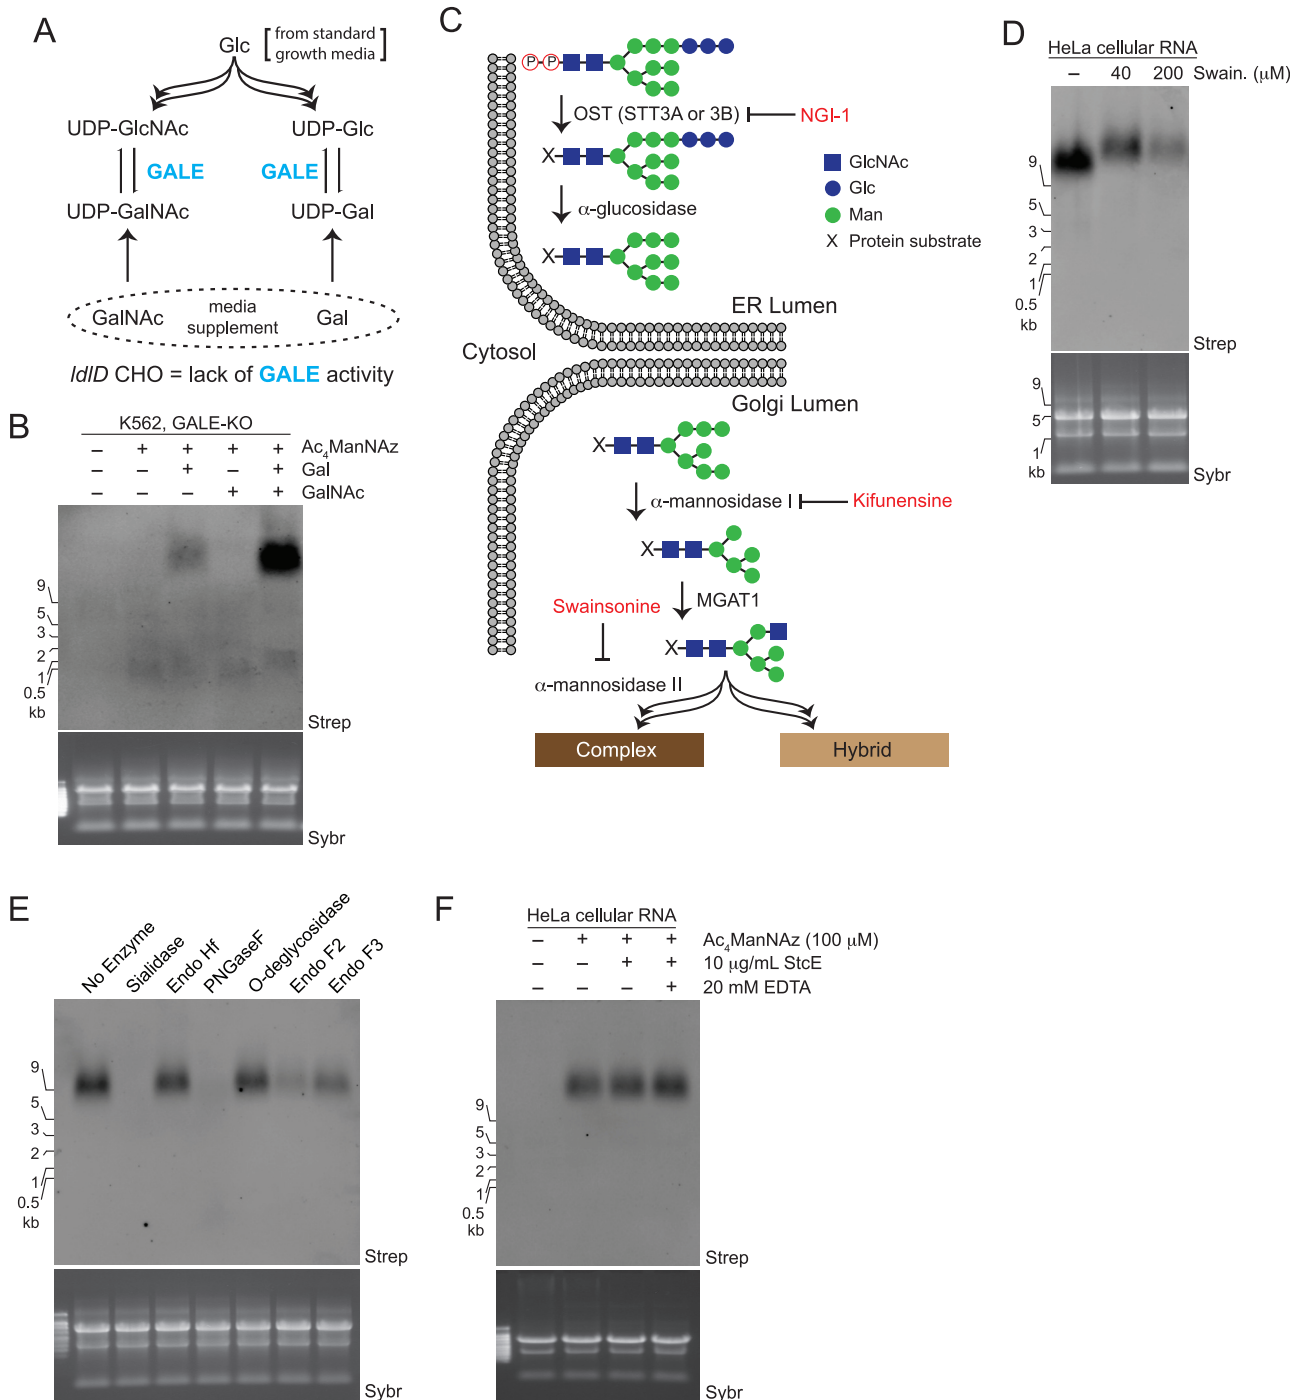 A
Glc [from standard growth media]
UDP-GlcNAc UDP-Glc
GALE GALE
UDP-GalNAc UDP-Gal
GalNAc media supplement Gal
ldlD CHO = lack of GALE activity
B
K562, GALE-KO
– + + + + Ac4ManNAz
– – + – + Gal
– – – + + GalNAc
9
5
3
2
1
0.5
kb
Strep
Sybr
C
P P
OST (STT3A or 3B) NGI-1
X
GlcNAc
Glc
Man
X Protein substrate
α-glucosidase
X
ER Lumen
Cytosol
Golgi Lumen
X
α-mannosidase I Kifunensine
X
MGAT1
Swainsonine
X
α-mannosidase II
Complex Hybrid
D
HeLa cellular RNA
– 40 200 Swain. (μM)
9
5
3
2
1
0.5
kb
Strep
9
5
1
kb
Sybr
E
No Enzyme
Sialidase
Endo Hf
PNGaseF
O-deglycosidase
Endo F2
Endo F3
9
5
3
2
1
0.5
kb
Strep
Sybr
F
HeLa cellular RNA
– + + + Ac4ManNAz (100 μM)
– – + + 10 μg/mL StcE
– – – + 20 mM EDTA
9
5
3
2
1
0.5
kb
Strep
Sybr